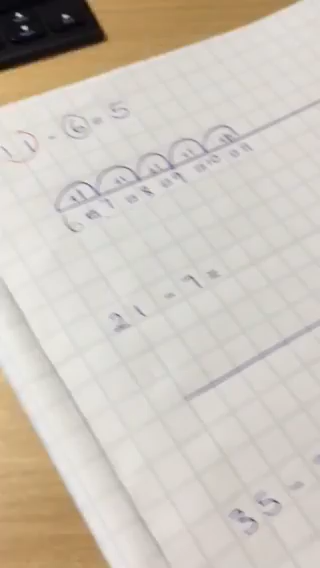 11 - 6 = 5
+1 +1 +1 +1 +1
6 7 8 9 10 11
21 - 7 =
35 -